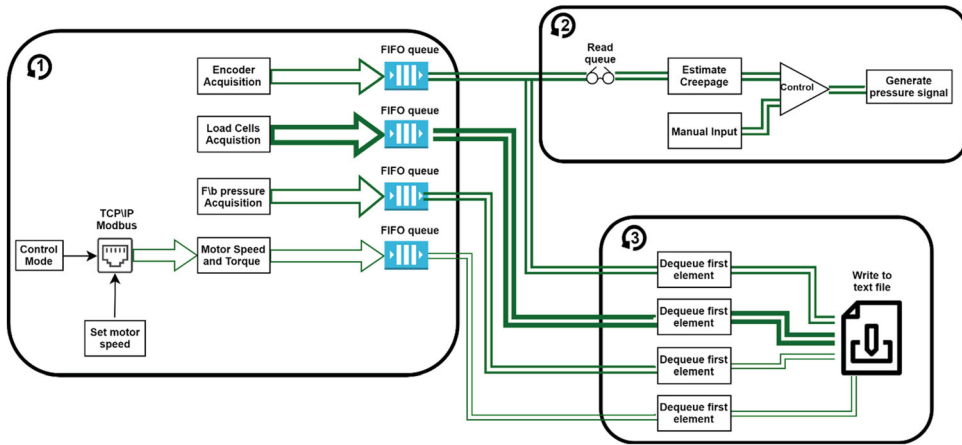 1
Encoder
Acquisition
FIFO queue
Load Cells
Acquistion
FIFO queue
F\b pressure
Acquisition
FIFO queue
TCP\IP
Modbus
Control
Mode
Motor Speed
and Torque
FIFO queue
Set motor
speed
2
Read
queue
Estimate
Creepage
Control
Generate
pressure signal
Manual Input
3
Dequeue first
element
Dequeue first
element
Dequeue first
element
Dequeue first
element
Write to
text file